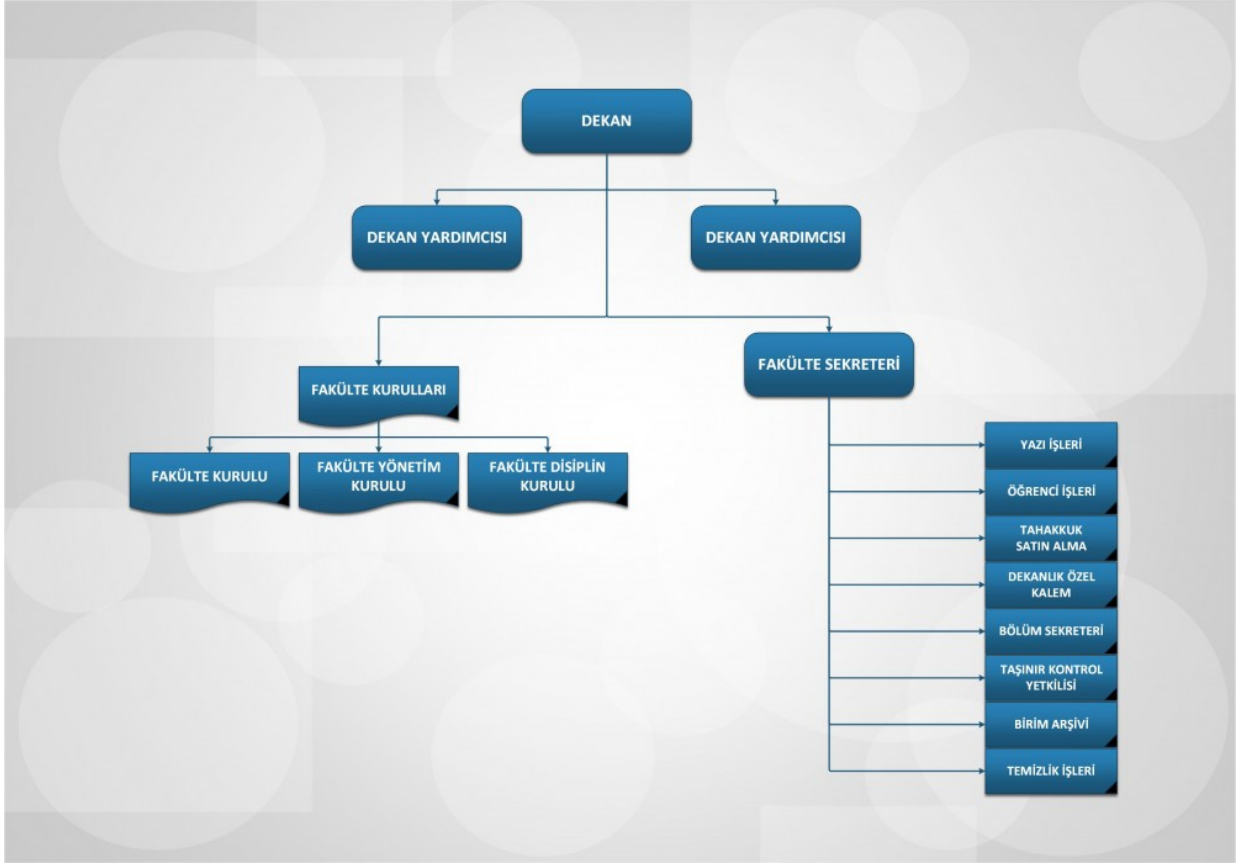 DEKAN
DEKAN YARDIMCISI
DEKAN YARDIMCISI
FAKÜLTE SEKRETERİ
FAKÜLTE KURULLARI
FAKÜLTE KURULU
FAKÜLTE YÖNETİM
KURULU
FAKÜLTE DİSİPLİN
KURULU
YAZI İŞLERİ
ÖĞRENCİ İŞLERİ
TAHAKKUK
SATIN ALMA
DEKANLIK ÖZEL
KALEM
BÖLÜM SEKRETERİ
TAŞINIR KONTROL
YETKİLİSİ
BİRİM ARŞİVİ
TEMİZLİK İŞLERİ